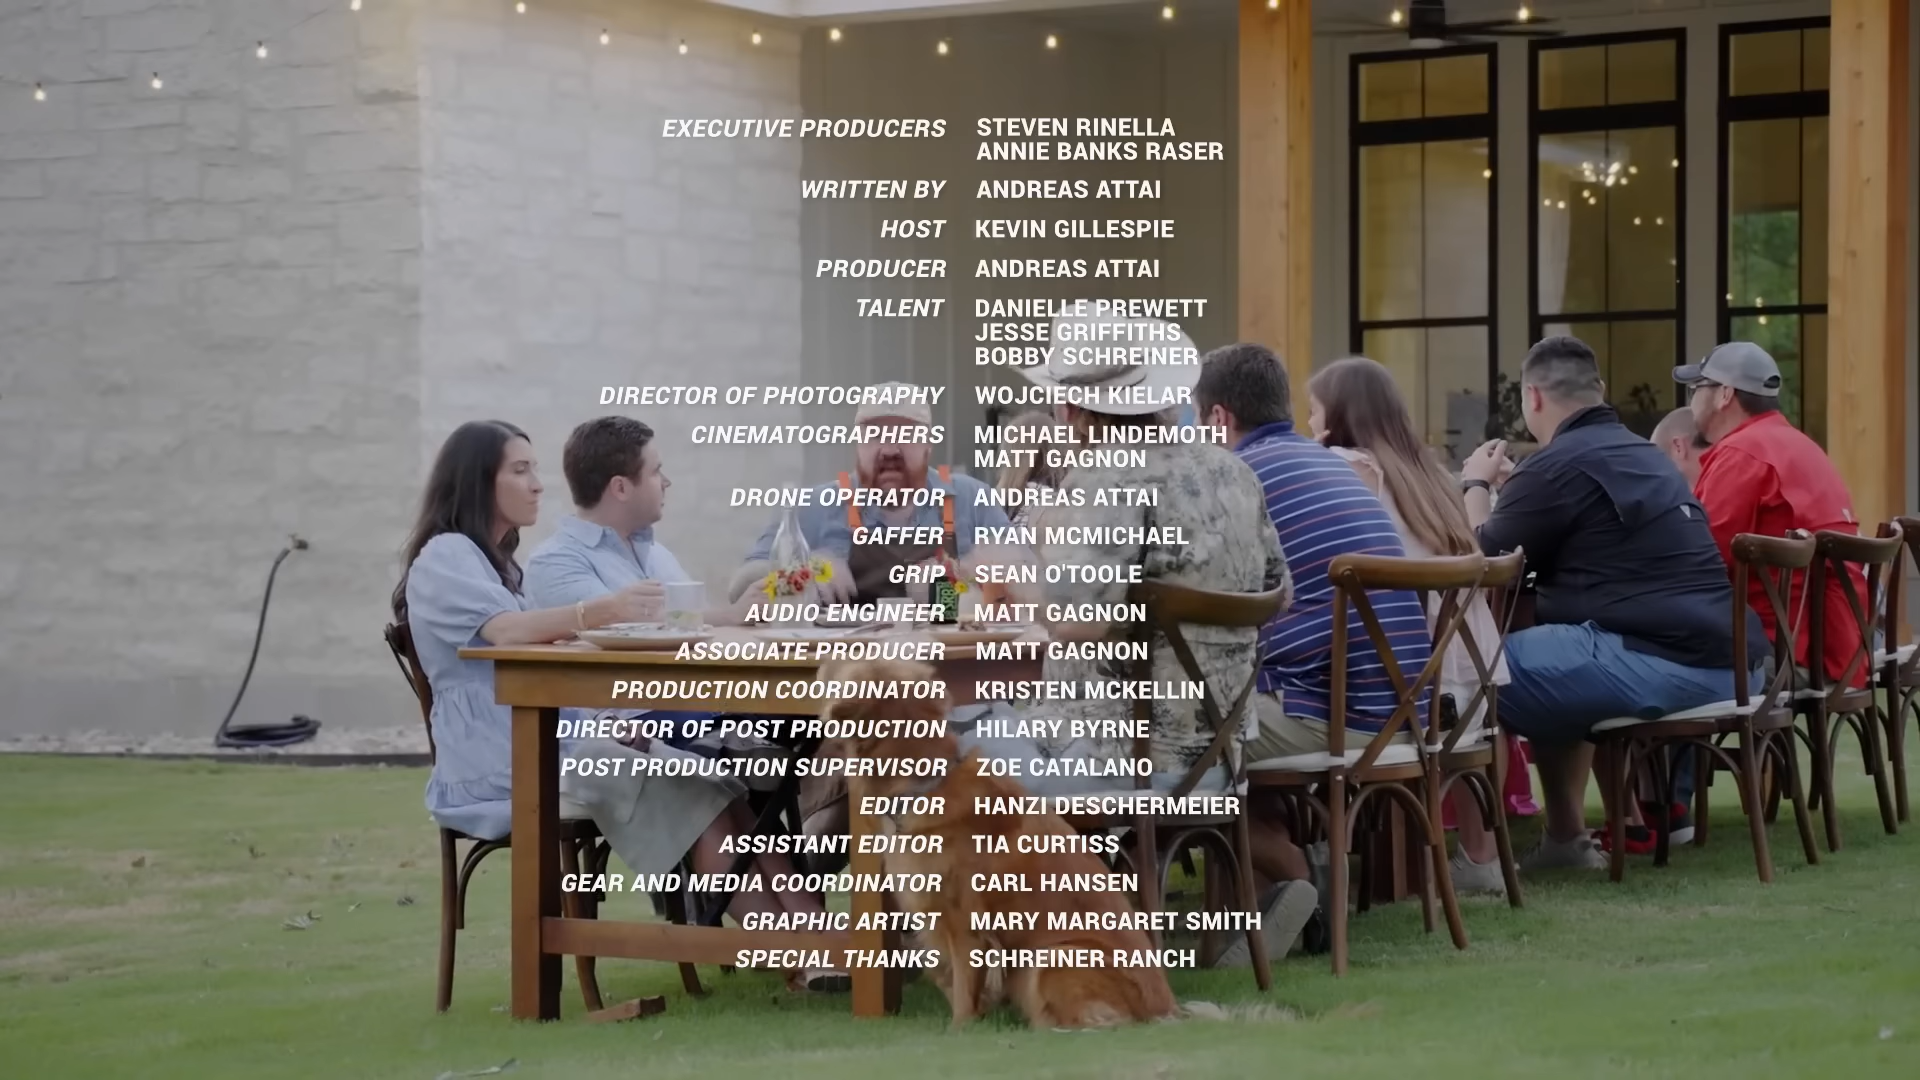 EXECUTIVE PRODUCERS STEVEN RINELLA
ANNIE BANKS RASER
WRITTEN BY ANDREAS ATTAI
HOST KEVIN GILLESPIE
PRODUCER ANDREAS ATTAI
TALENT DANIELLE PREWETT
JESSE GRIFFITHS
BOBBY SCHREINER
DIRECTOR OF PHOTOGRAPHY WOJCIECH KIELAR
CINEMATOGRAPHERS MICHAEL LINDEMOTH
MATT GAGNON
DRONE OPERATOR ANDREAS ATTAI
GAFFER RYAN MCMICHAEL
GRIP SEAN O'TOOLE
AUDIO ENGINEER MATT GAGNON
ASSOCIATE PRODUCER MATT GAGNON
PRODUCTION COORDINATOR KRISTEN MCKELLIN
DIRECTOR OF POST PRODUCTION HILARY BYRNE
POST PRODUCTION SUPERVISOR ZOE CATALANO
EDITOR HANZI DESCHERMEIER
ASSISTANT EDITOR TIA CURTISS
GEAR AND MEDIA COORDINATOR CARL HANSEN
GRAPHIC ARTIST MARY MARGARET SMITH
SPECIAL THANKS SCHREINER RANCH